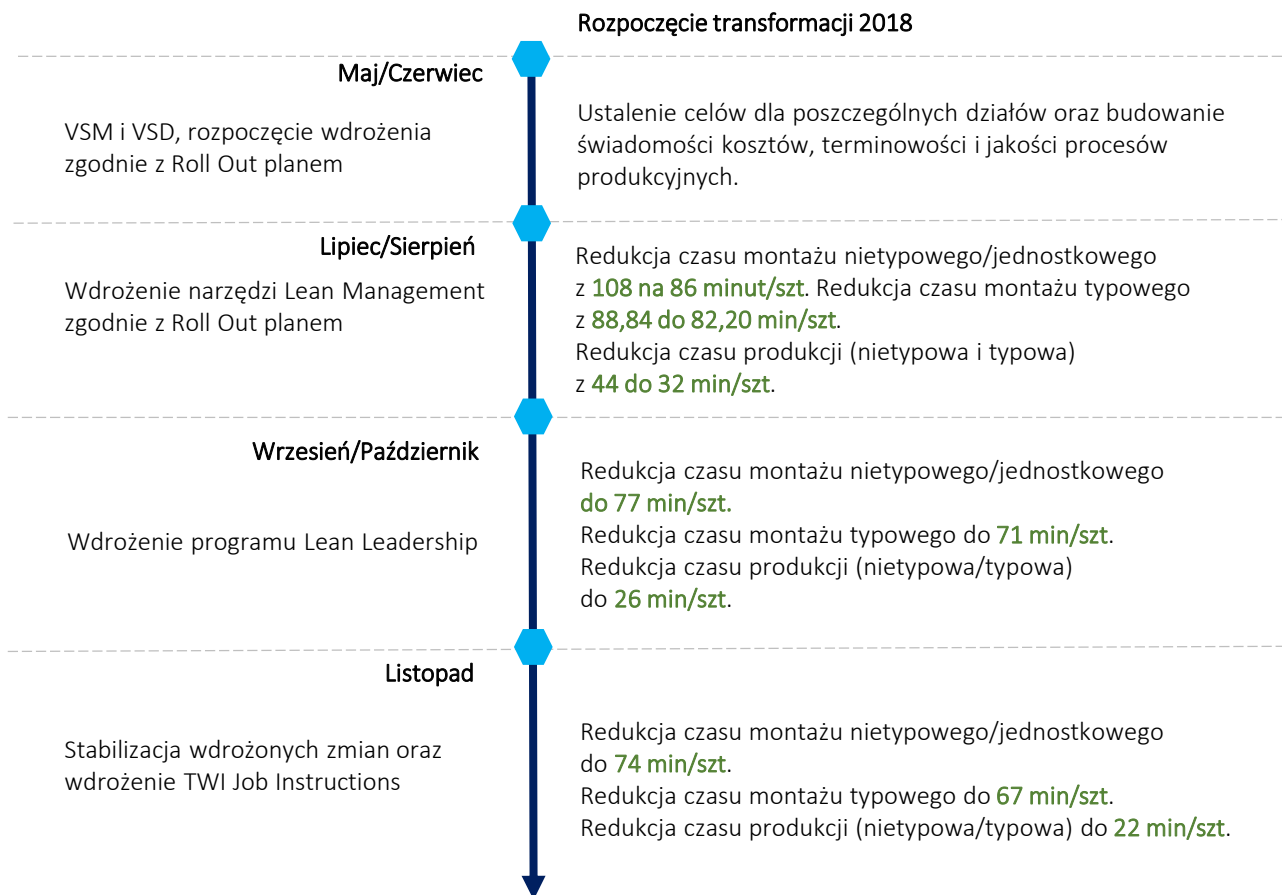 Rozpoczęcie transformacji 2018
Maj/Czerwiec
VSM i VSD, rozpoczęcie wdrożenia
zgodnie z Roll Out planem
Ustalenie celów dla poszczególnych działów oraz budowanie
świadomości kosztów, terminowości i jakości procesów
produkcyjnych.
Lipiec/Sierpień
Wdrożenie narzędzi Lean Management
zgodnie z Roll Out planem
Redukcja czasu montażu nietypowego/jednostkowego
z 108 na 86 minut/szt. Redukcja czasu montażu typowego
z 88,84 do 82,20 min/szt.
Redukcja czasu produkcji (nietypowa i typowa)
z 44 do 32 min/szt.
Wrzesień/Październik
Wdrożenie programu Lean Leadership
Redukcja czasu montażu nietypowego/jednostkowego
do 77 min/szt.
Redukcja czasu montażu typowego do 71 min/szt.
Redukcja czasu produkcji (nietypowa/typowa)
do 26 min/szt.
Listopad
Stabilizacja wdrożonych zmian oraz
wdrożenie TWI Job Instructions
Redukcja czasu montażu nietypowego/jednostkowego
do 74 min/szt.
Redukcja czasu montażu typowego do 67 min/szt.
Redukcja czasu produkcji (nietypowa/typowa) do 22 min/szt.